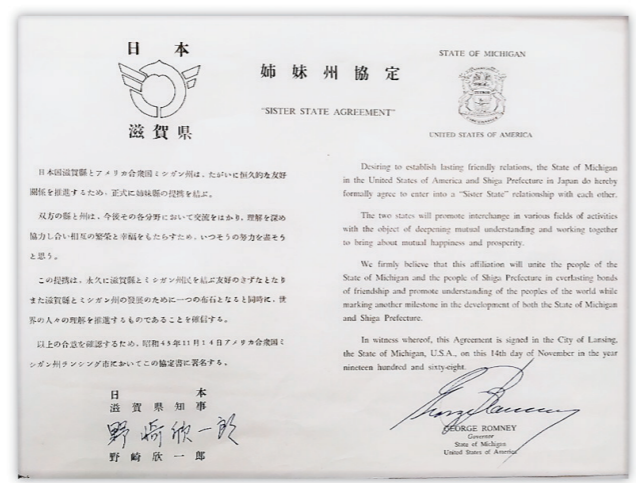 日本
滋賀県
姉妹州協定
"SISTER STATE AGREEMENT"
STATE OF MICHIGAN
UNITED STATES OF AMERICA
日本国滋賀縣とアメリカ合衆国ミシガン州は、たがいに恒久的な友好
関係を推進するため、正式に姉妹縣の提携を結ぶ。
双方の縣と州は、今後その各分野において交流をはかり、理解を深め
協力し合い相互の繁栄と幸福をもたらすため、いつそうの努力を盡そう
と思う。
この提携は、永久に滋賀縣とミシガン州民を結ぶ友好のきずなとなり
また滋賀縣とミシガン州の発展のために一つの布石となると同時に、世
界の人々の理解を推進するものであることを確信する。
以上の合意を確認するため、昭和43年11月14日アメリカ合衆国ミ
シガン州ランシング市においてこの協定書に署名する。
日本
滋賀県知事
野崎欣一郎
野崎欣一郎
Desiring to establish lasting friendly relations, the State of Michigan
in the United States of America and Shiga Prefecture in Japan do hereby
formally agree to enter into a "Sister State" relationship with each other.
The two states will promote interchange in various fields of activities
with the object of deepening mutual understanding and working together
to bring about mutual happiness and prosperity.
We firmly believe that this affiliation will unite the people of the
State of Michigan and the people of Shiga Prefecture in everlasting bonds
of friendship and promote understanding of the peoples of the world while
marking another milestone in the development of both the State of Michigan
and Shiga Prefecture.
In witness whereof, this Agreement is signed in the City of Lansing,
the State of Michigan, U.S.A., on this 14th day of November in the year
nineteen hundred and sixty-eight.
George Romney
GEORGE ROMNEY
Governor
State of Michigan
United States of America